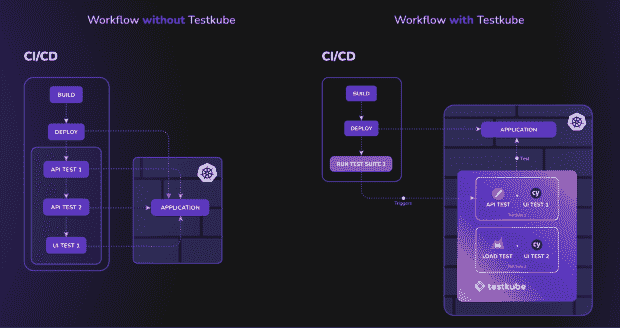 Workflow without Testkube
CI/CD
BUILD
DEPLOY
API TEST 1
API TEST 2
UI TEST 1
APPLICATION
Workflow with Testkube
CI/CD
BUILD
DEPLOY
RUN TEST SUITE 1
Triggers
APPLICATION
Test
API TEST
cy
UI TEST 1
LOAD TEST
cy
UI TEST 2
testkube